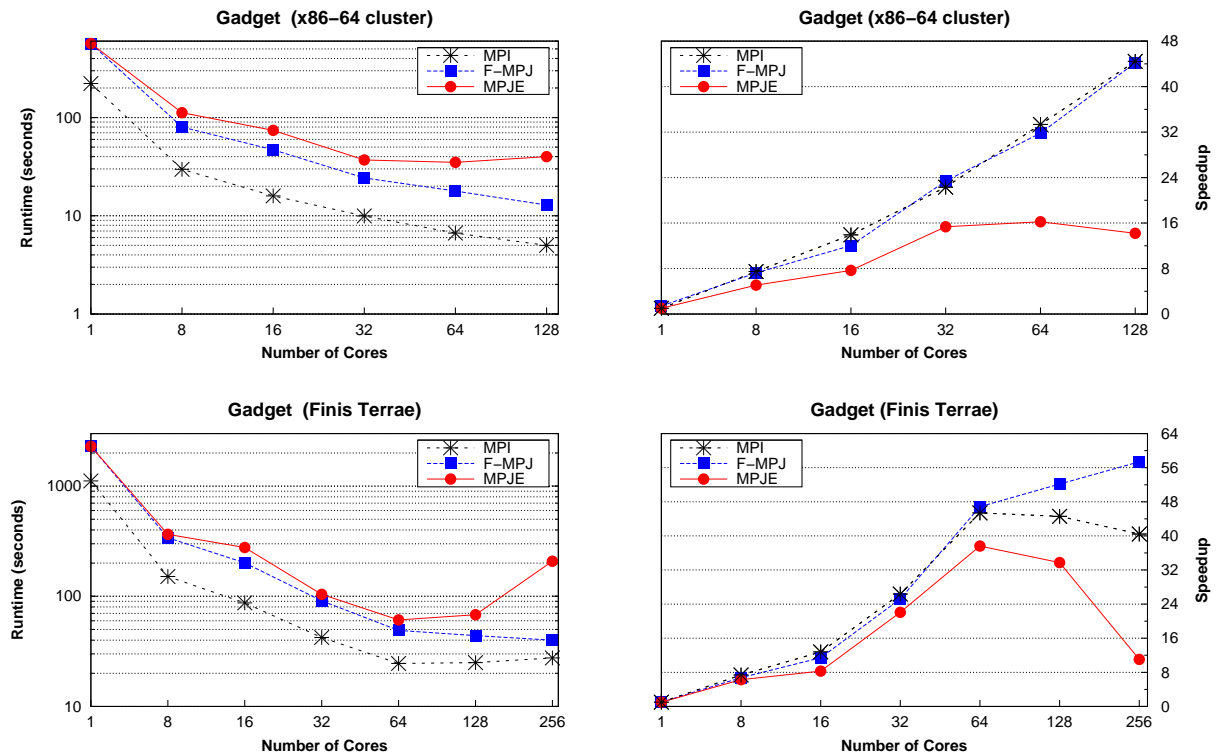 Gadget (x86−64 cluster)
Runtime (seconds)
100
10
1
MPI
F−MPJ
MPJE
1 8 16 32 64 128
Number of Cores
Gadget (x86−64 cluster)
MPI
F−MPJ
MPJE
48
40
32
24
16
8
0
Speedup
1 8 16 32 64 128
Number of Cores
Gadget (Finis Terrae)
Runtime (seconds)
1000
100
10
MPI
F−MPJ
MPJE
1 8 16 32 64 128 256
Number of Cores
Gadget (Finis Terrae)
MPI
F−MPJ
MPJE
64
56
48
40
32
24
16
8
0
Speedup
1 8 16 32 64 128 256
Number of Cores